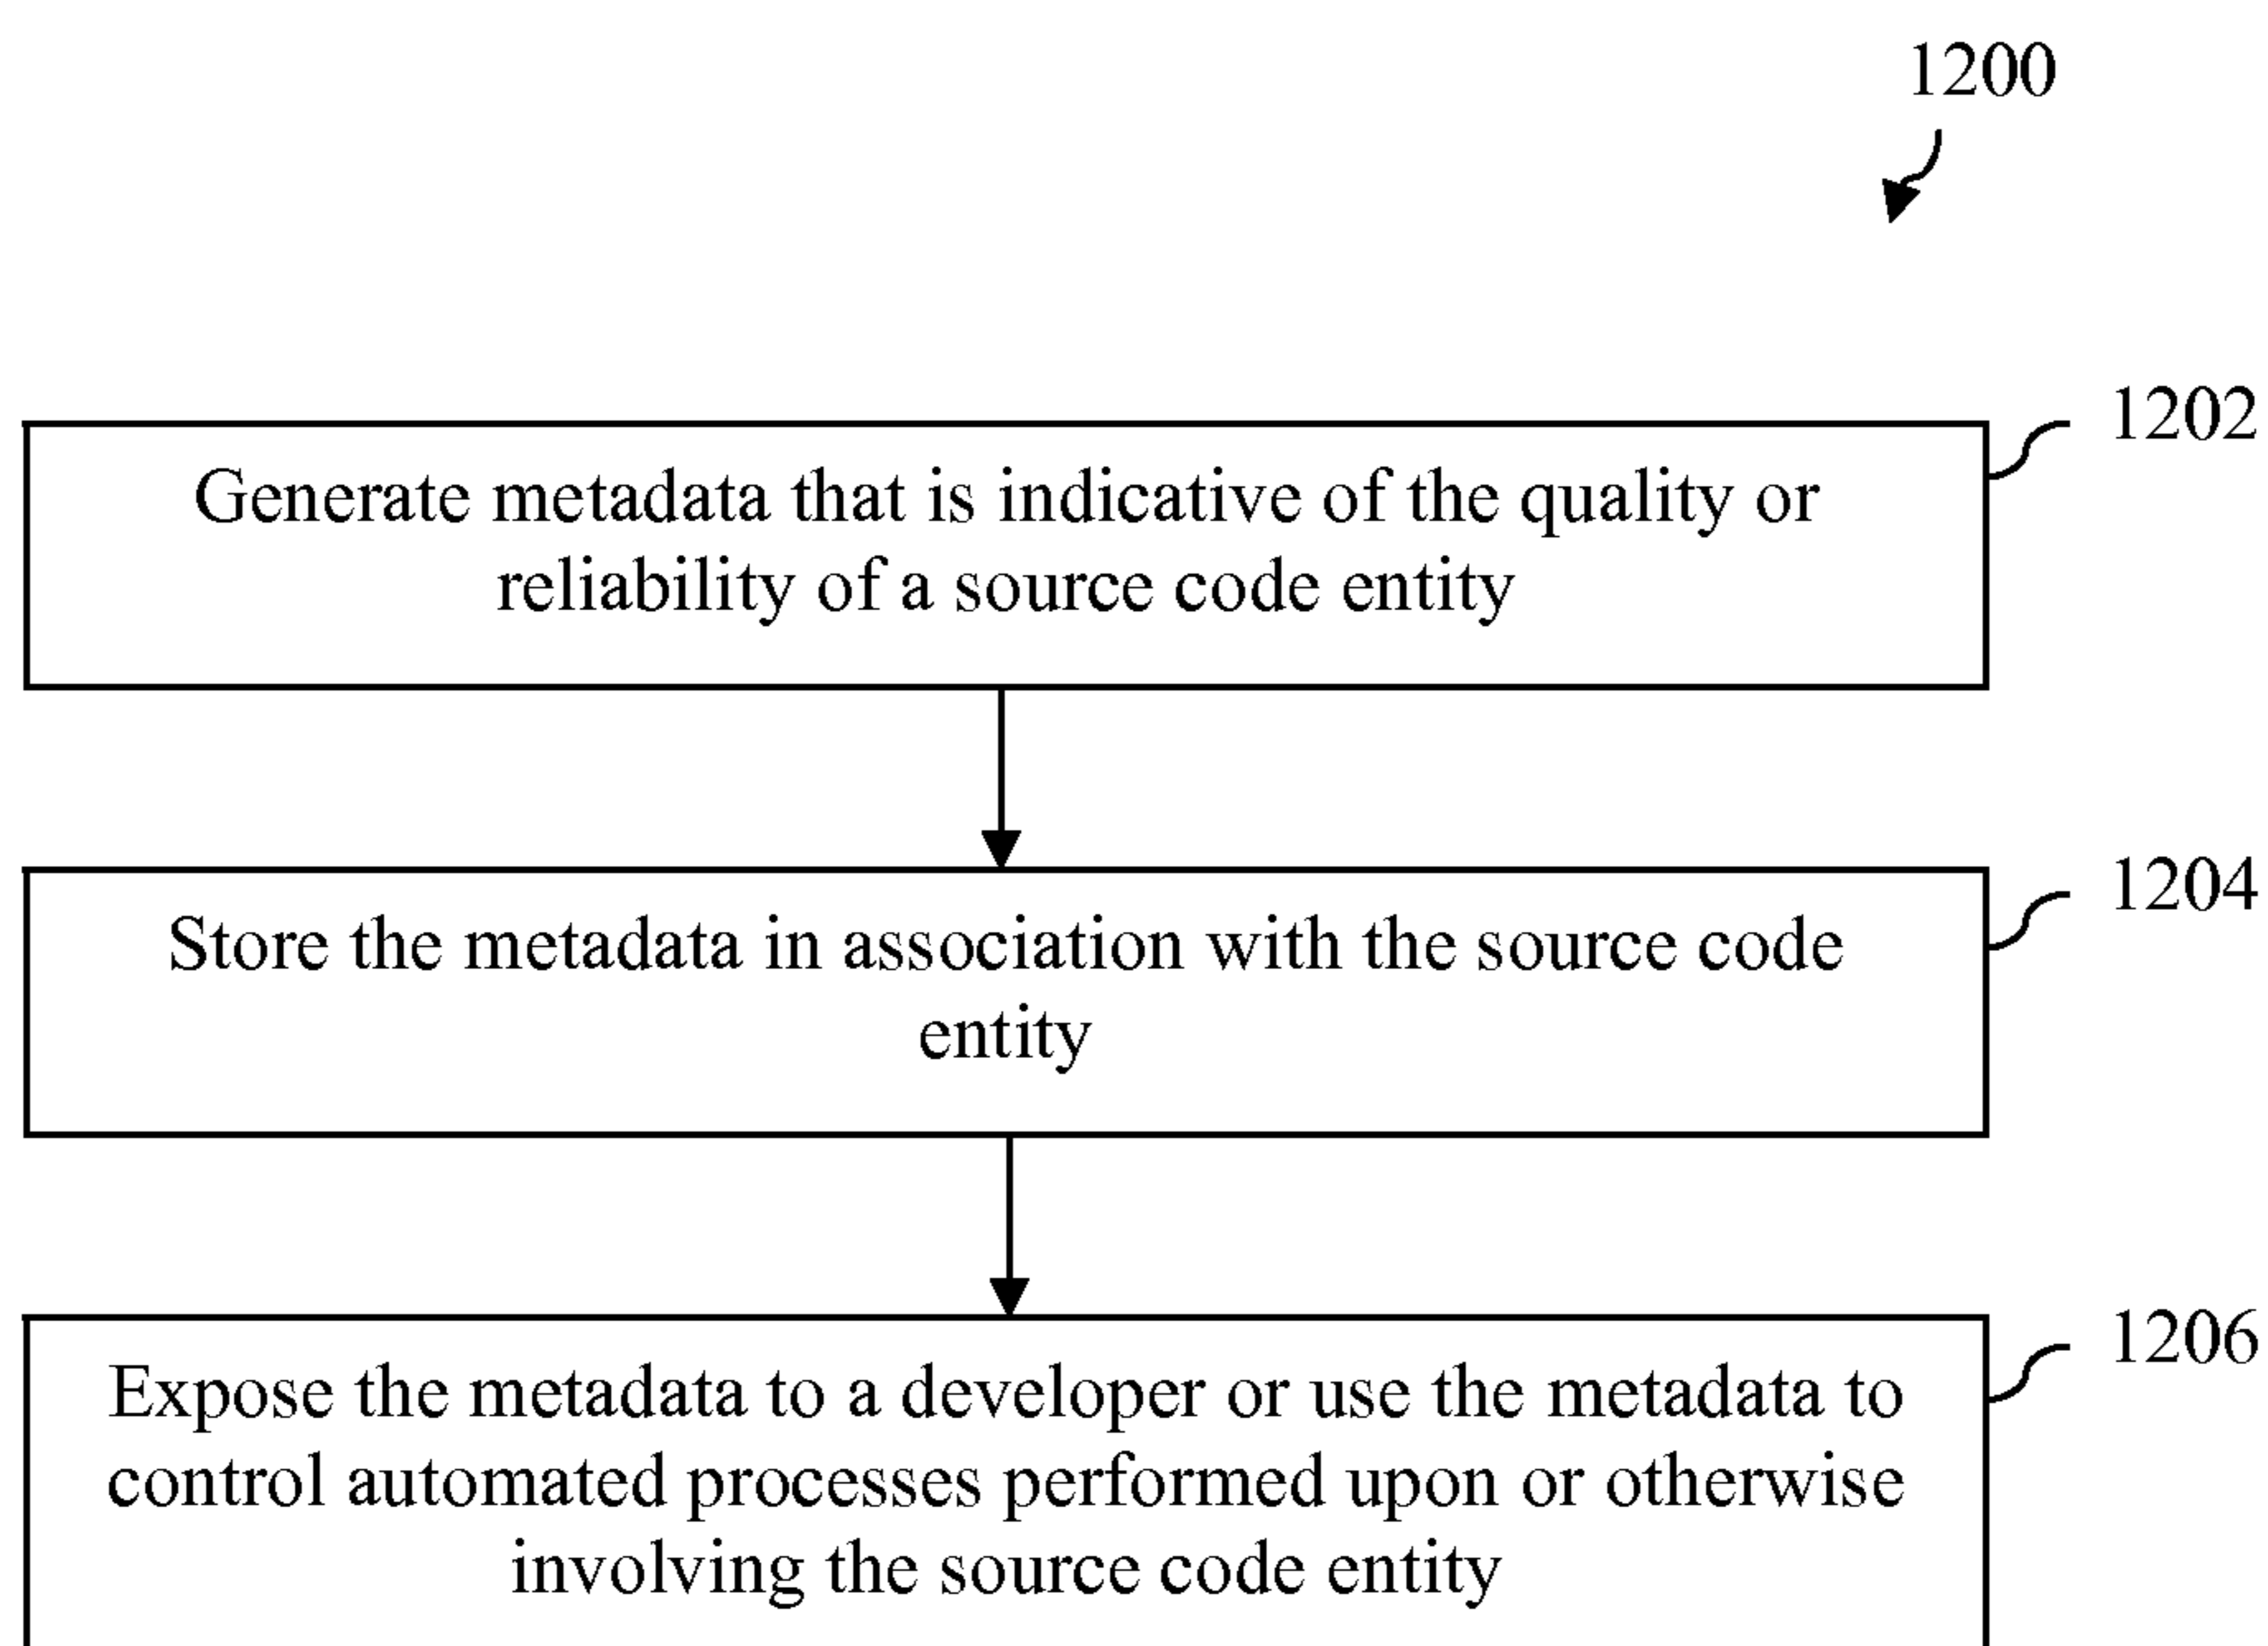 1200
1202
Generate metadata that is indicative of the quality or
reliability of a source code entity
1204
Store the metadata in association with the source code
entity
1206
Expose the metadata to a developer or use the metadata to
control automated processes performed upon or otherwise
involving the source code entity